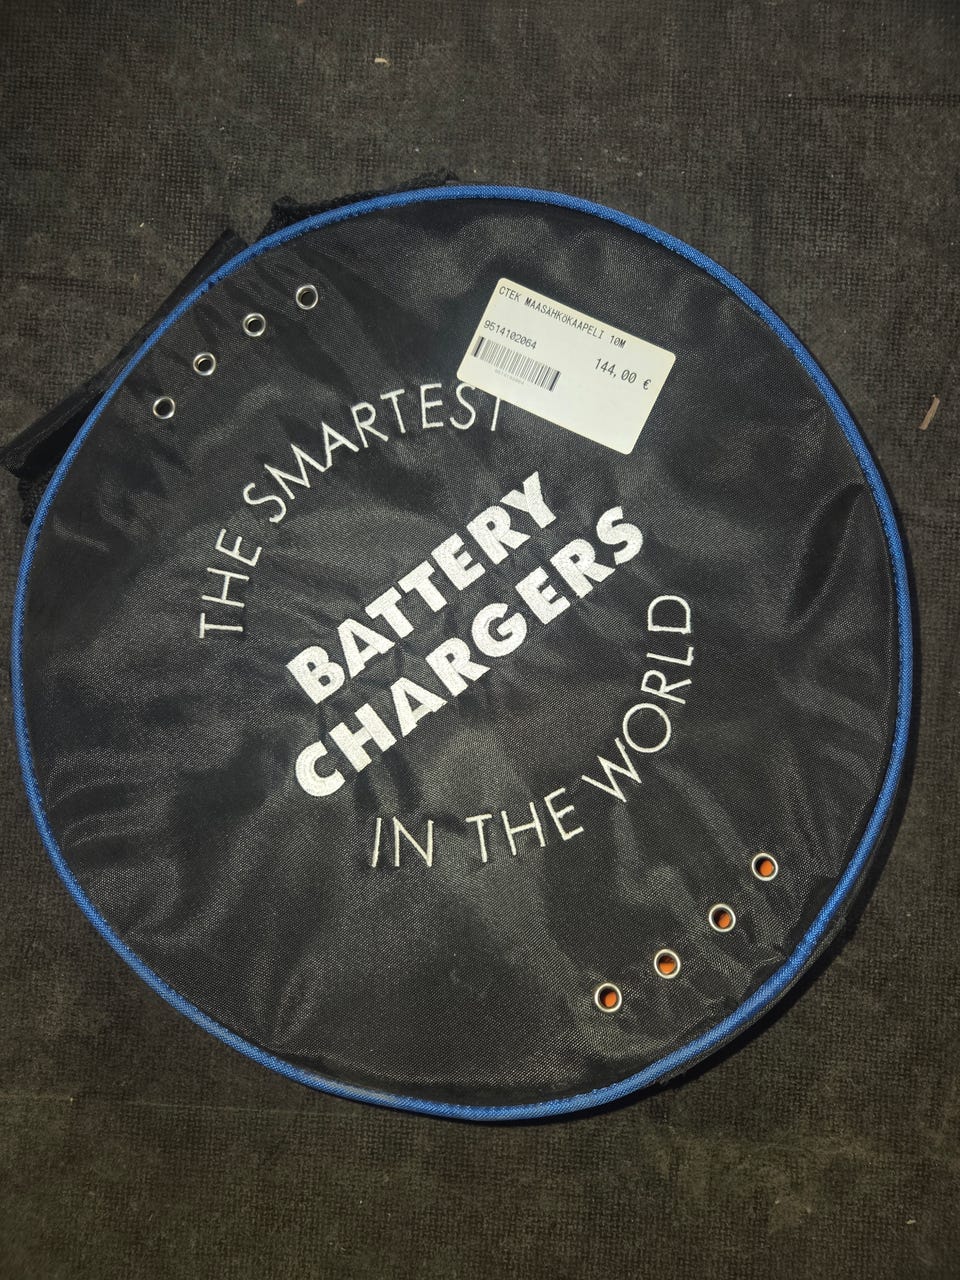 CTEK MAASÄHKÖKAAPELI 10M
9514102064
144,00 €
THE SMARTEST
BATTERY
CHARGERS
IN THE WORLD